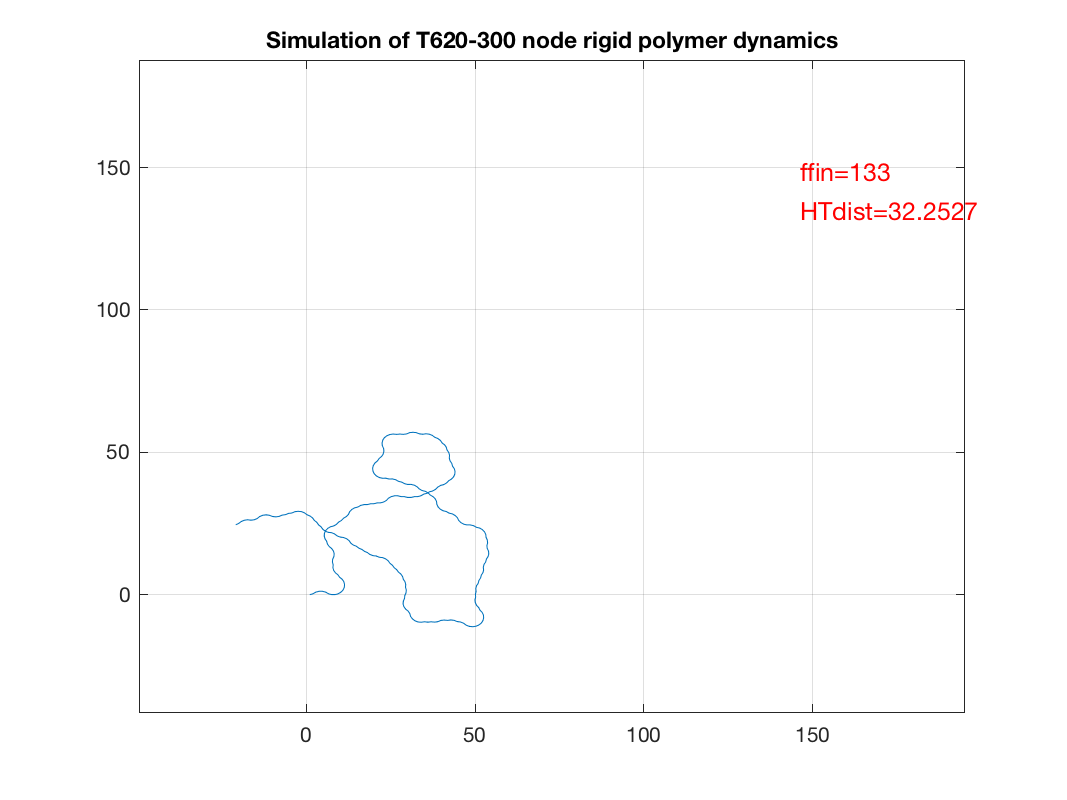 Simulation of T620-300 node rigid polymer dynamics
150
ffin=133
HTdist=32.2527
100
50
0
0 50 100 150